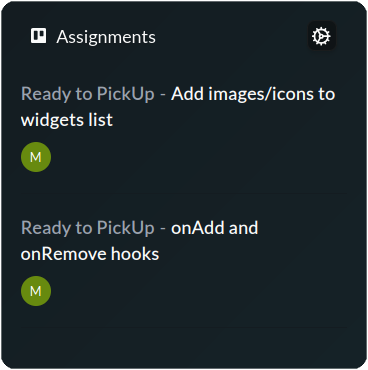 Assignments
Ready to PickUp - Add images/icons to
widgets list
M
Ready to PickUp - onAdd and
onRemove hooks
M